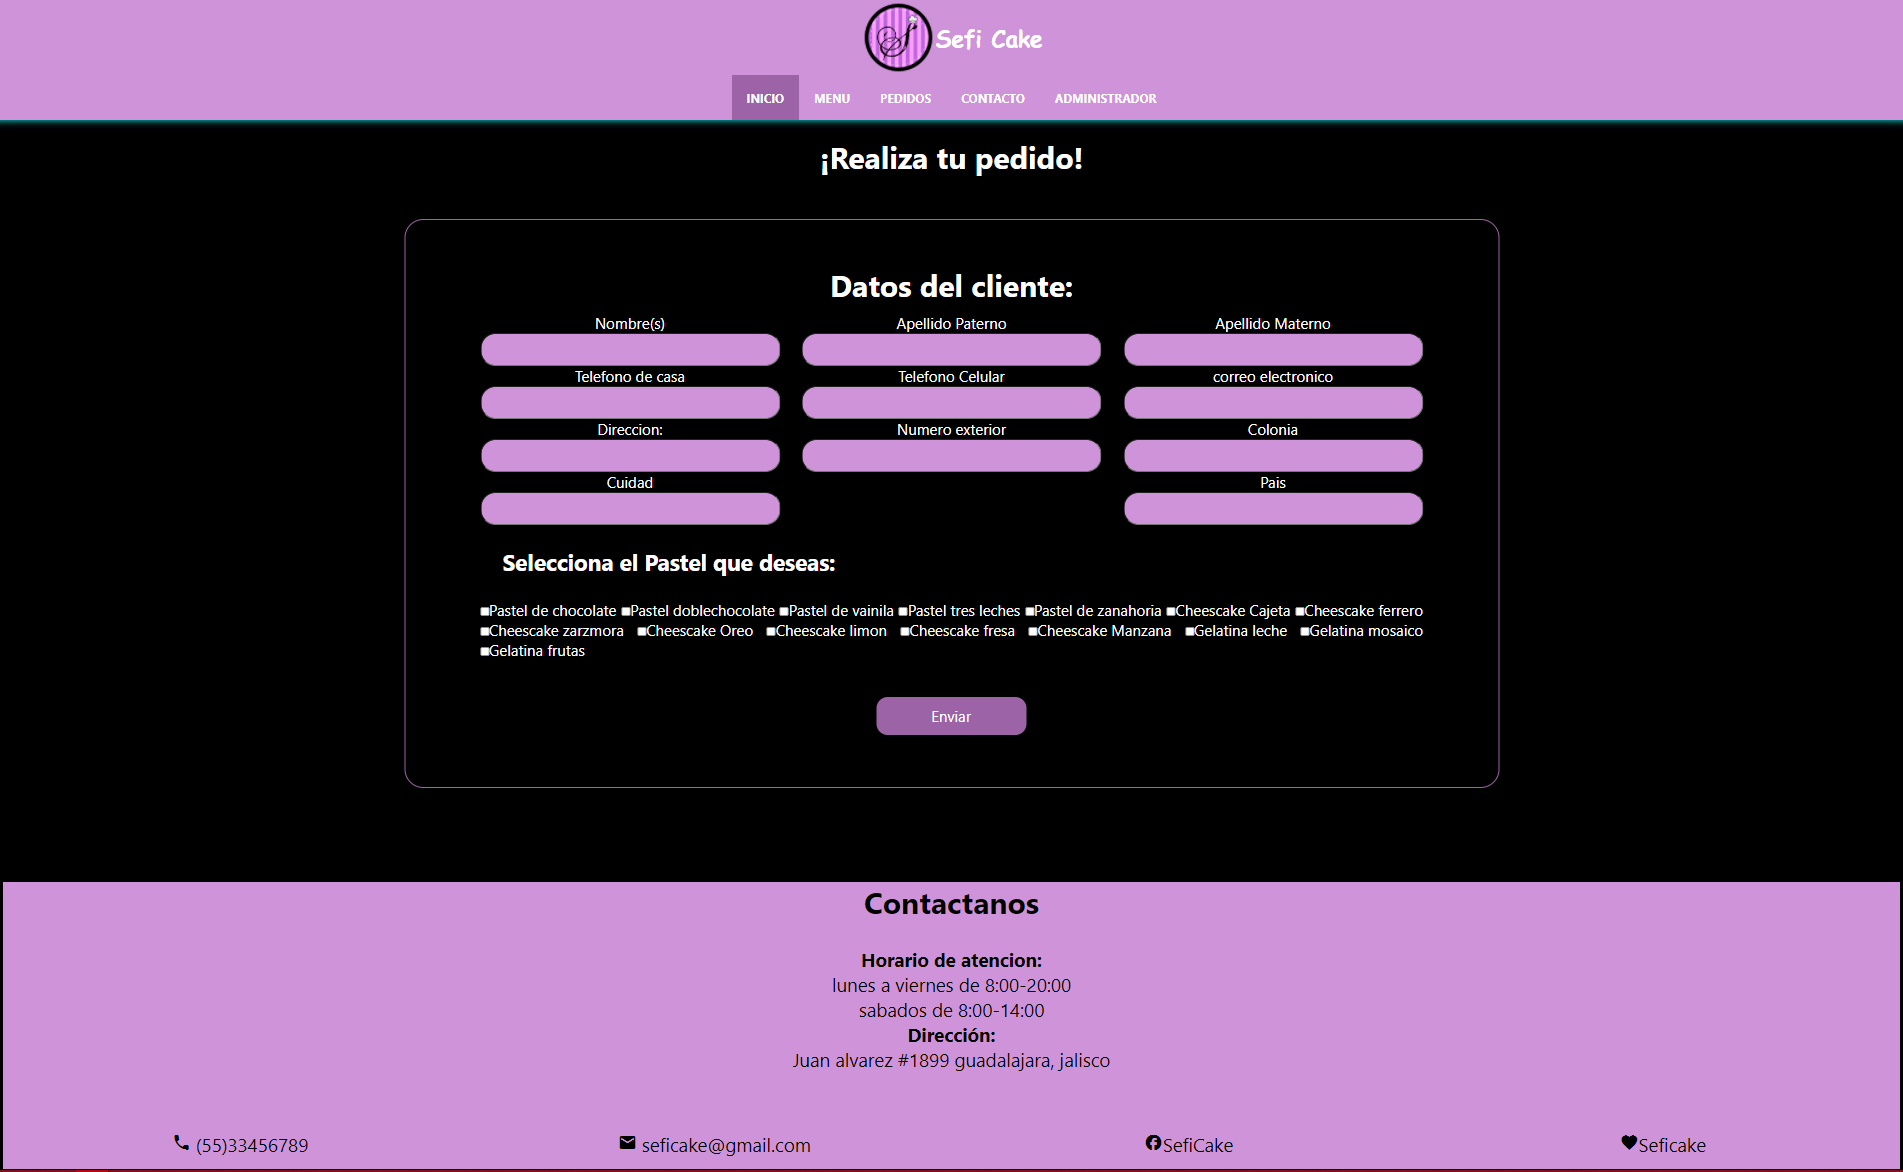 Sefi Cake
INICIO MENU PEDIDOS CONTACTO ADMINISTRADOR
¡Realiza tu pedido!
Datos del cliente:
Nombre(s) Apellido Paterno Apellido Materno
Telefono de casa Telefono Celular correo electronico
Direccion: Numero exterior Colonia
Cuidad Pais
Selecciona el Pastel que deseas:
Pastel de chocolate Pastel doblechocolate Pastel de vainila Pastel tres leches Pastel de zanahoria Cheescake Cajeta Cheescake ferrero
Cheescake zarzmora Cheescake Oreo Cheescake limon Cheescake fresa Cheescake Manzana Gelatina leche Gelatina mosaico
Gelatina frutas
Enviar
Contactanos
Horario de atencion:
lunes a viernes de 8:00-20:00
sabados de 8:00-14:00
Dirección:
Juan alvarez #1899 guadalajara, jalisco
(55)33456789 seficake@gmail.com SefiCake Seficake